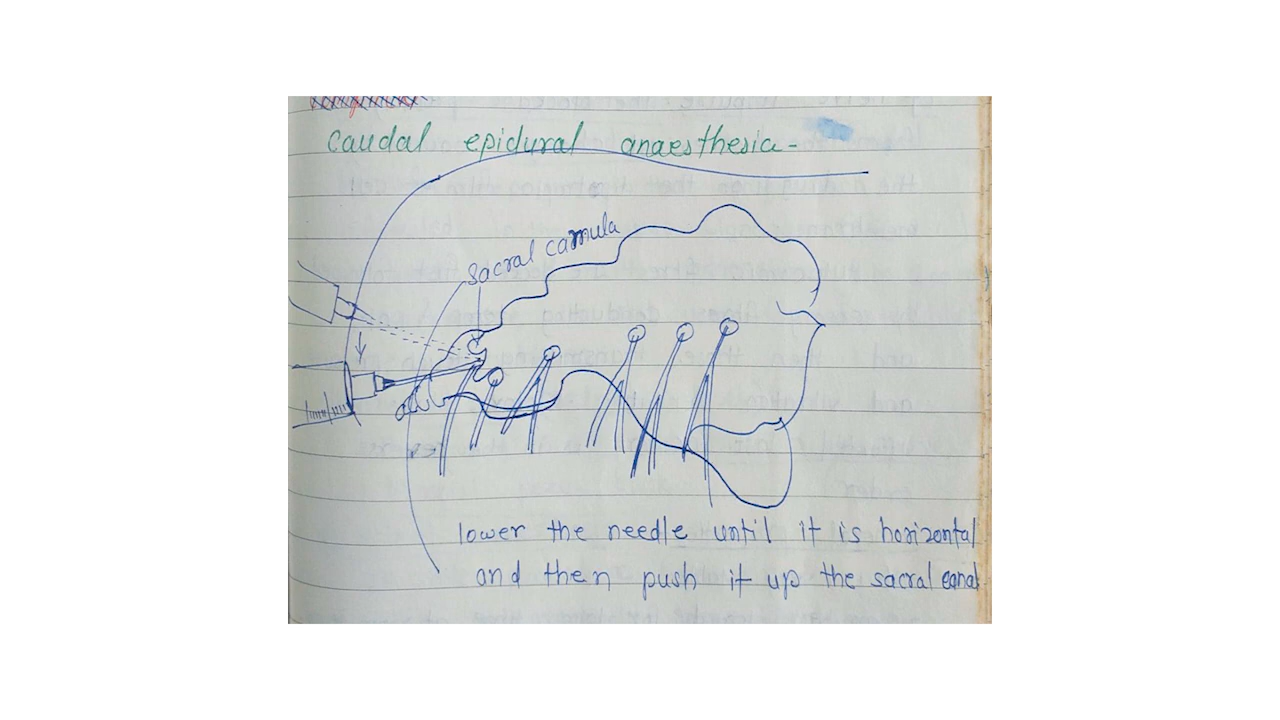 caudal epidural anaesthesia-
sacral camula
lower the needle until it is horizontal
and then push it up the sacral canal